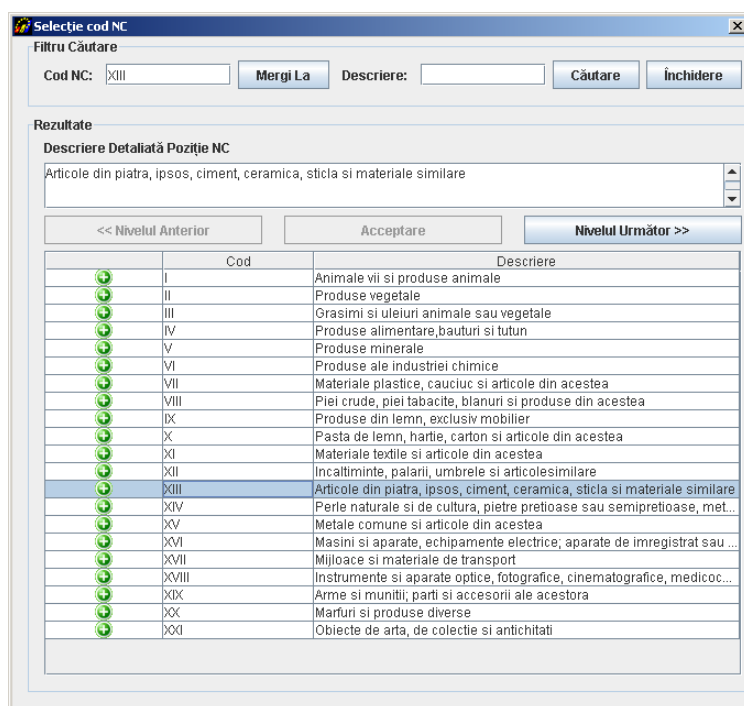 Selecție cod NC
Filtru Căutare
Cod NC: XIII Mergi La Descriere: Căutare Închidere
Rezultate
Descriere Detaliată Poziție NC
Articole din piatra, ipsos, ciment, ceramica, sticla si materiale similare
<< Nivelul Anterior Acceptare Nivelul Următor >>
Cod Descriere
I Animale vii si produse animale
II Produse vegetale
III Grasimi si uleiuri animale sau vegetale
IV Produse alimentare,bauturi si tutun
V Produse minerale
VI Produse ale industriei chimice
VII Materiale plastice, cauciuc si articole din acestea
VIII Piei crude, piei tabacite, blanuri si produse din acestea
IX Produse din lemn, exclusiv mobilier
X Pasta de lemn, hartie, carton si articole din acestea
XI Materiale textile si articole din acestea
XII Incaltiminte, palarii, umbrele si articolesimilare
XIII Articole din piatra, ipsos, ciment, ceramica, sticla si materiale similare
XIV Perle naturale si de cultura, pietre pretioase sau semipretioase, met...
XV Metale comune si articole din acestea
XVI Masini si aparate, echipamente electrice; aparate de imregistrat sau ...
XVII Mijloace si materiale de transport
XVIII Instrumente si aparate optice, fotografice, cinematografice, medicoc...
XIX Arme si munitii; parti si accesorii ale acestora
XX Marfuri si produse diverse
XXI Obiecte de arta, de colectie si antichitati